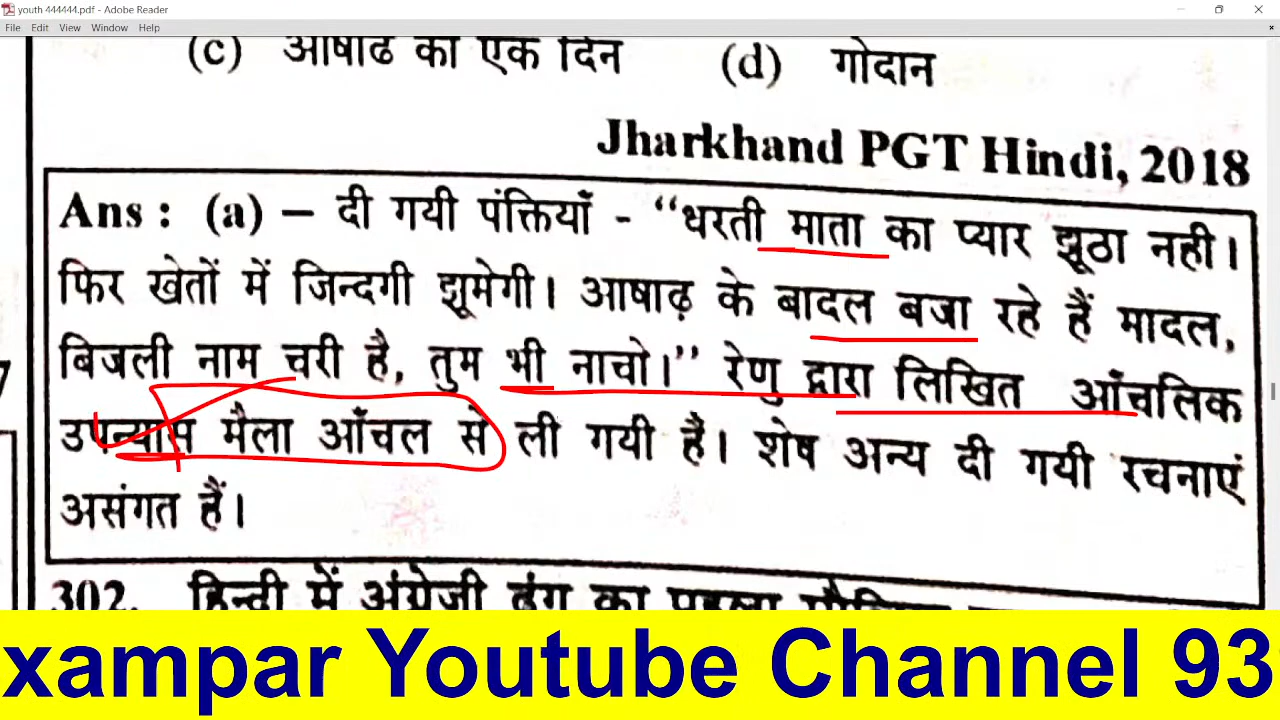 youth 444444.pdf - Adobe Reader
File Edit View Window Help
(c) आषाढ का एक दिन (d) गोदान
Jharkhand PGT Hindi, 2018
Ans : (a) – दी गयी पंक्तियाँ - “धरती माता का प्यार झूठा नही।
फिर खेतों में जिन्दगी झूमेगी। आषाढ़ के बादल बजा रहे हैं मादल,
बिजली नाम चरी है, तुम भी नाचो।” रेणु द्वारा लिखित आँचलिक
उपन्यास मैला आँचल से ली गयी है। शेष अन्य दी गयी रचनाएं
असंगत हैं।
302. हिन्दी में अंग्रेजी ढंग का पहला
xampar Youtube Channel 93